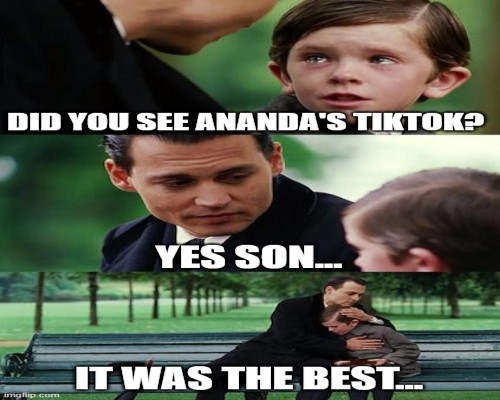 DID YOU SEE ANANDA'S TIKTOK?
YES SON...
IT WAS THE BEST...
imgflip.com